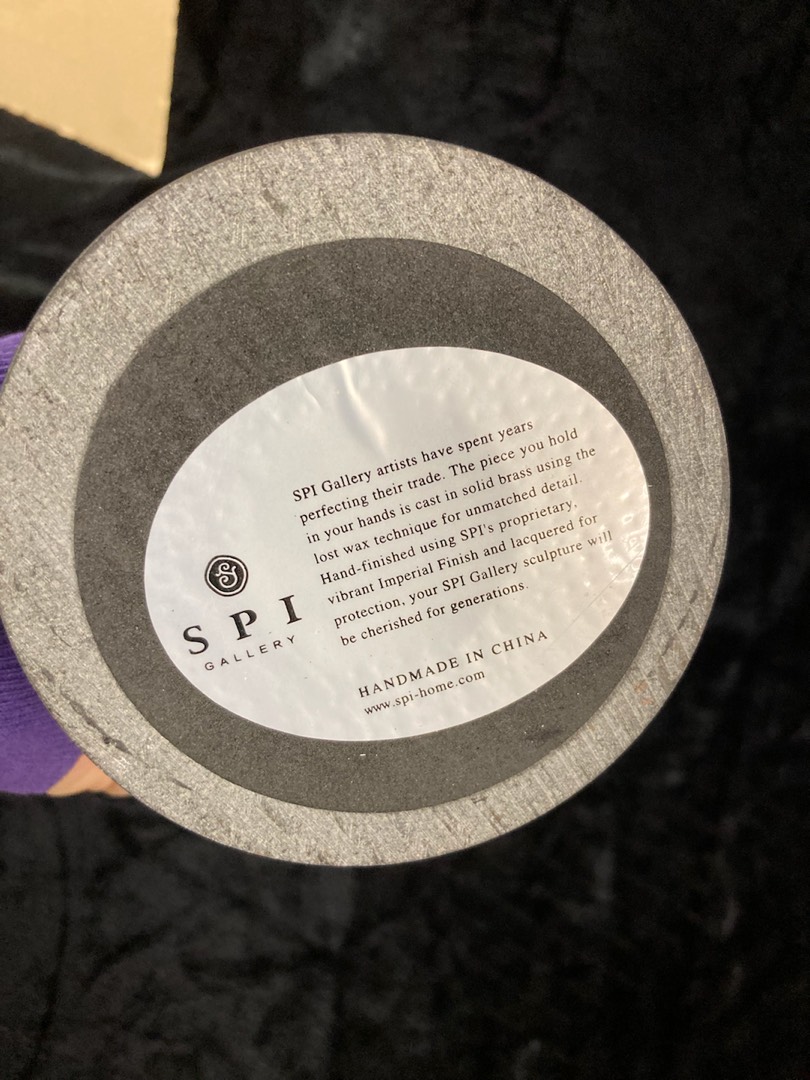 SPI Gallery artists have spent years
perfecting their trade. The piece you hold
in your hands is cast in solid brass using the
lost wax technique for unmatched detail.
Hand-finished using SPI's proprietary,
vibrant Imperial Finish and lacquered for
protection, your SPI Gallery sculpture will
be cherished for generations.
S
SPI
GALLERY
HANDMADE IN CHINA
www.spi-home.com